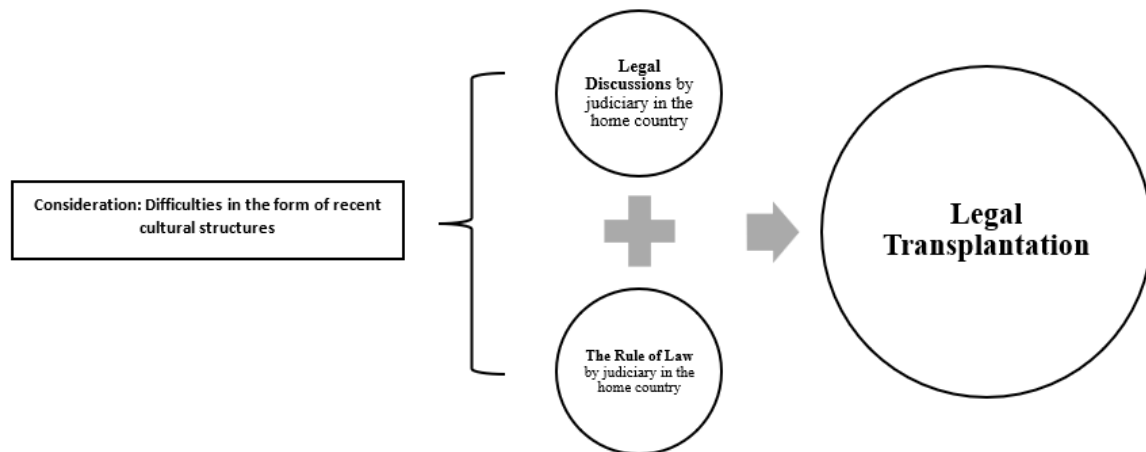 Consideration: Difficulties in the form of recent
cultural structures
Legal
Discussions by
judiciary in the
home country
The Rule of Law
by judiciary in the
home country
Legal
Transplantation